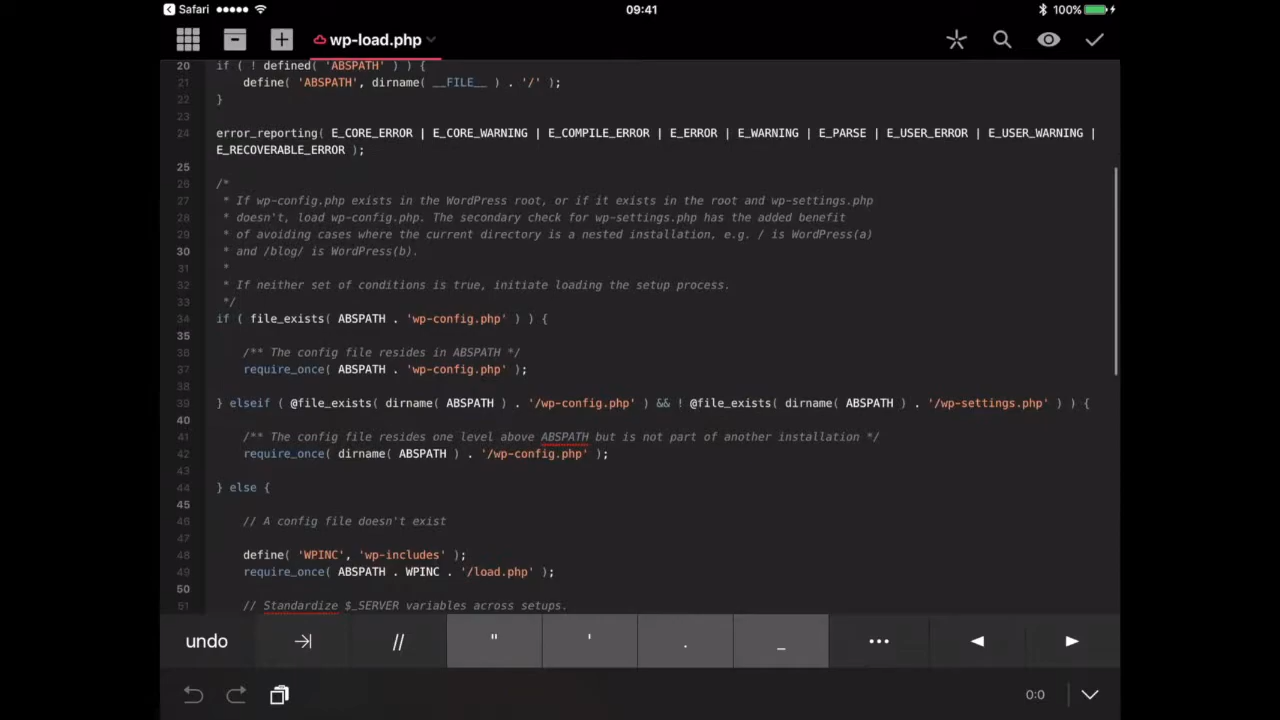 Safari 09:41 100%
wp-load.php
20 if ( ! defined( 'ABSPATH' ) ) {
21 define( 'ABSPATH', dirname( __FILE__ ) . '/' );
22 }
23
24 error_reporting( E_CORE_ERROR | E_CORE_WARNING | E_COMPILE_ERROR | E_ERROR | E_WARNING | E_PARSE | E_USER_ERROR | E_USER_WARNING |
E_RECOVERABLE_ERROR );
25
26 /*
27 * If wp-config.php exists in the WordPress root, or if it exists in the root and wp-settings.php
28 * doesn't, load wp-config.php. The secondary check for wp-settings.php has the added benefit
29 * of avoiding cases where the current directory is a nested installation, e.g. / is WordPress(a)
30 * and /blog/ is WordPress(b).
31 *
32 * If neither set of conditions is true, initiate loading the setup process.
33 */
34 if ( file_exists( ABSPATH . 'wp-config.php' ) ) {
35
36 /** The config file resides in ABSPATH */
37 require_once( ABSPATH . 'wp-config.php' );
38
39 } elseif ( @file_exists( dirname( ABSPATH ) . '/wp-config.php' ) && ! @file_exists( dirname( ABSPATH ) . '/wp-settings.php' ) ) {
40
41 /** The config file resides one level above ABSPATH but is not part of another installation */
42 require_once( dirname( ABSPATH ) . '/wp-config.php' );
43
44 } else {
45
46 // A config file doesn't exist
47
48 define( 'WPINC', 'wp-includes' );
49 require_once( ABSPATH . WPINC . '/load.php' );
50
51 // Standardize $_SERVER variables across setups.
undo // " ' . _ •••
0:0